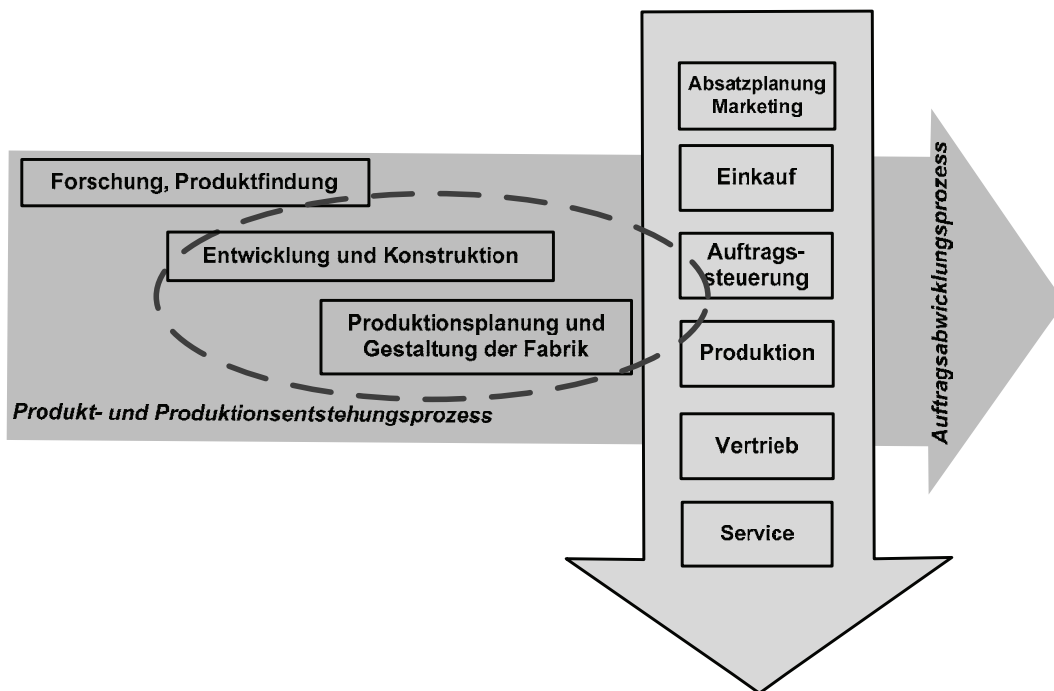 Absatzplanung
Marketing
Forschung, Produktfindung
Einkauf
Entwicklung und Konstruktion
Auftrags-
steuerung
Produktionsplanung und
Gestaltung der Fabrik
Produktion
Produkt- und Produktionsentstehungsprozess
Vertrieb
Service
Auftragsabwicklungsprozess